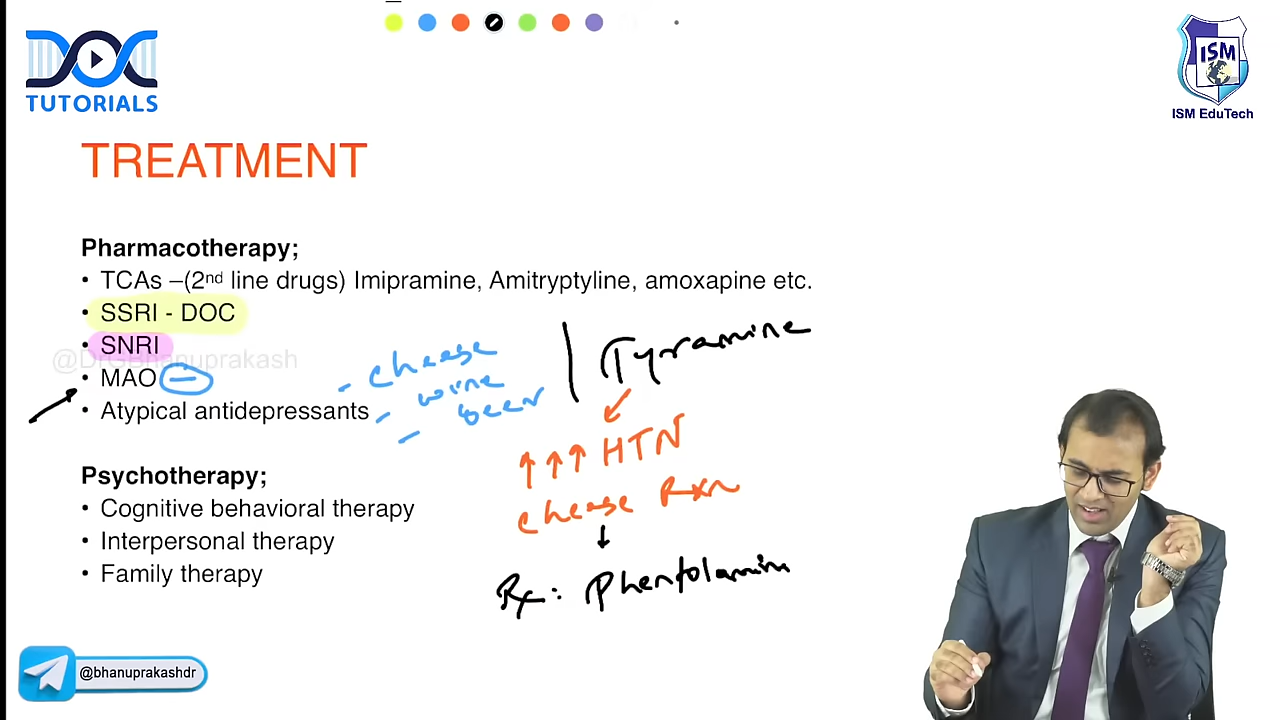 DOC
TUTORIALS
ISM
ISM EduTech
TREATMENT
Pharmacotherapy;
• TCAs –(2nd line drugs) Imipramine, Amitryptyline, amoxapine etc.
• SSRI - DOC
• SNRI
@DrGBhanuprakash
• MAO -
• Atypical antidepressants
- cheese
- wine
- beer
Tyramine
↑↑↑ HTN
cheese Rxn
↓
Rx: Phentolamin
Psychotherapy;
• Cognitive behavioral therapy
• Interpersonal therapy
• Family therapy
@bhanuprakashdr